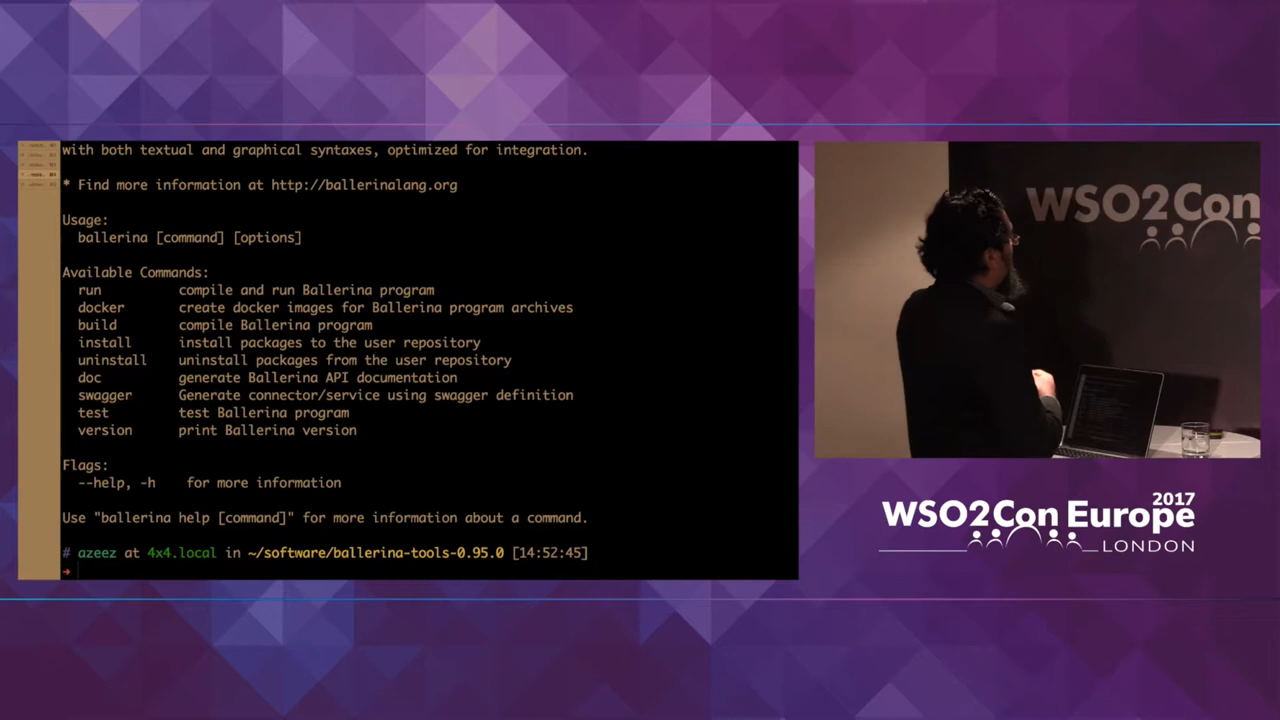 with both textual and graphical syntaxes, optimized for integration.
* Find more information at http://ballerinalang.org
Usage:
ballerina [command] [options]
Available Commands:
run compile and run Ballerina program
docker create docker images for Ballerina program archives
build compile Ballerina program
install install packages to the user repository
uninstall uninstall packages from the user repository
doc generate Ballerina API documentation
swagger Generate connector/service using swagger definition
test test Ballerina program
version print Ballerina version
Flags:
--help, -h for more information
Use "ballerina help [command]" for more information about a command.
# azeez at 4x4.local in ~/software/ballerina-tools-0.95.0 [14:52:45]
➜
WSO2Con
2017
WSO2Con Europe
LONDON